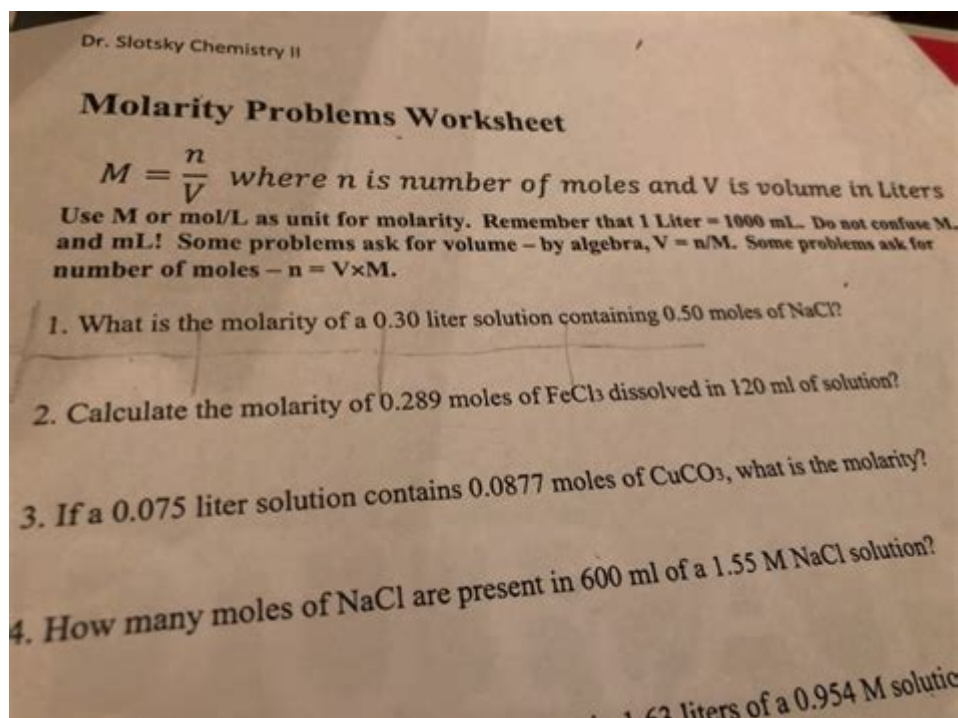 Dr. Slotsky Chemistry II
Molarity Problems Worksheet
M = n/V where n is number of moles and V is volume in Liters
Use M or mol/L as unit for molarity. Remember that 1 Liter = 1000 mL. Do not confuse M
and mL! Some problems ask for volume – by algebra, V = n/M. Some problems ask for
number of moles – n = V×M.
1. What is the molarity of a 0.30 liter solution containing 0.50 moles of NaCl?
2. Calculate the molarity of 0.289 moles of FeCl₃ dissolved in 120 ml of solution?
3. If a 0.075 liter solution contains 0.0877 moles of CuCO₃, what is the molarity?
4. How many moles of NaCl are present in 600 ml of a 1.55 M NaCl solution?
liters of a 0.954 M